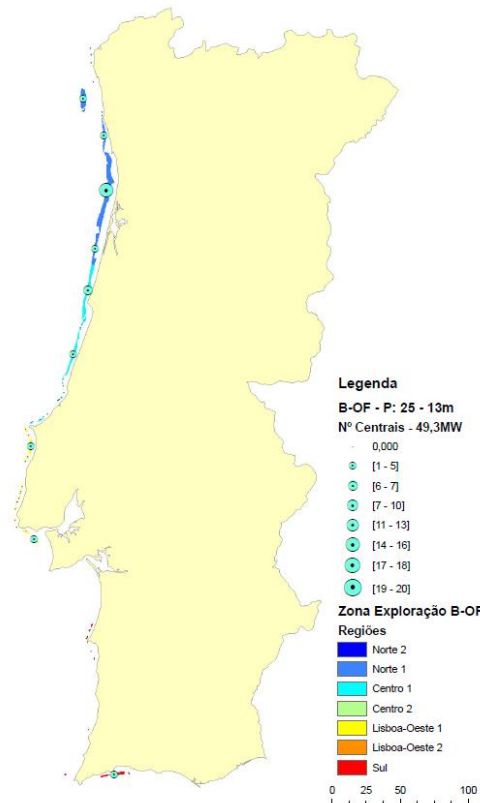 Legenda
B-OF - P: 25 - 13m
Nº Centrais - 49,3MW
0,000
[1 - 5]
[6 - 7]
[7 - 10]
[11 - 13]
[14 - 16]
[17 - 18]
[19 - 20]
Zona Exploração B-OF
Regiões
Norte 2
Norte 1
Centro 1
Centro 2
Lisboa-Oeste 1
Lisboa-Oeste 2
Sul
0 25 50 100